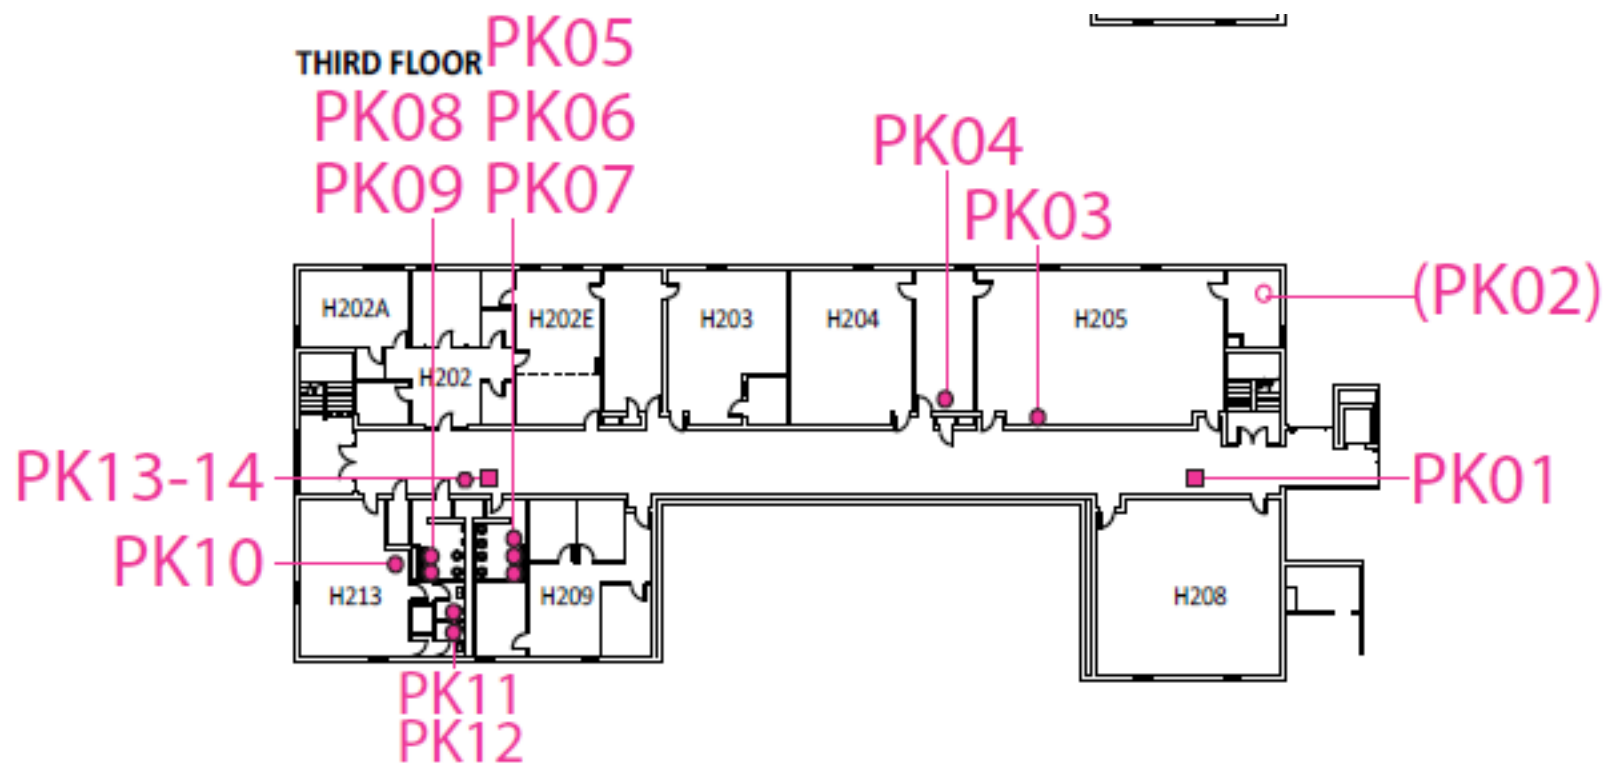 THIRD FLOOR PK05
PK08 PK06
PK09 PK07
PK04
PK03
(PK02)
H202A
H202E
H203
H204
H205
H202
PK13-14
PK01
PK10
H213
H209
H208
PK11
PK12